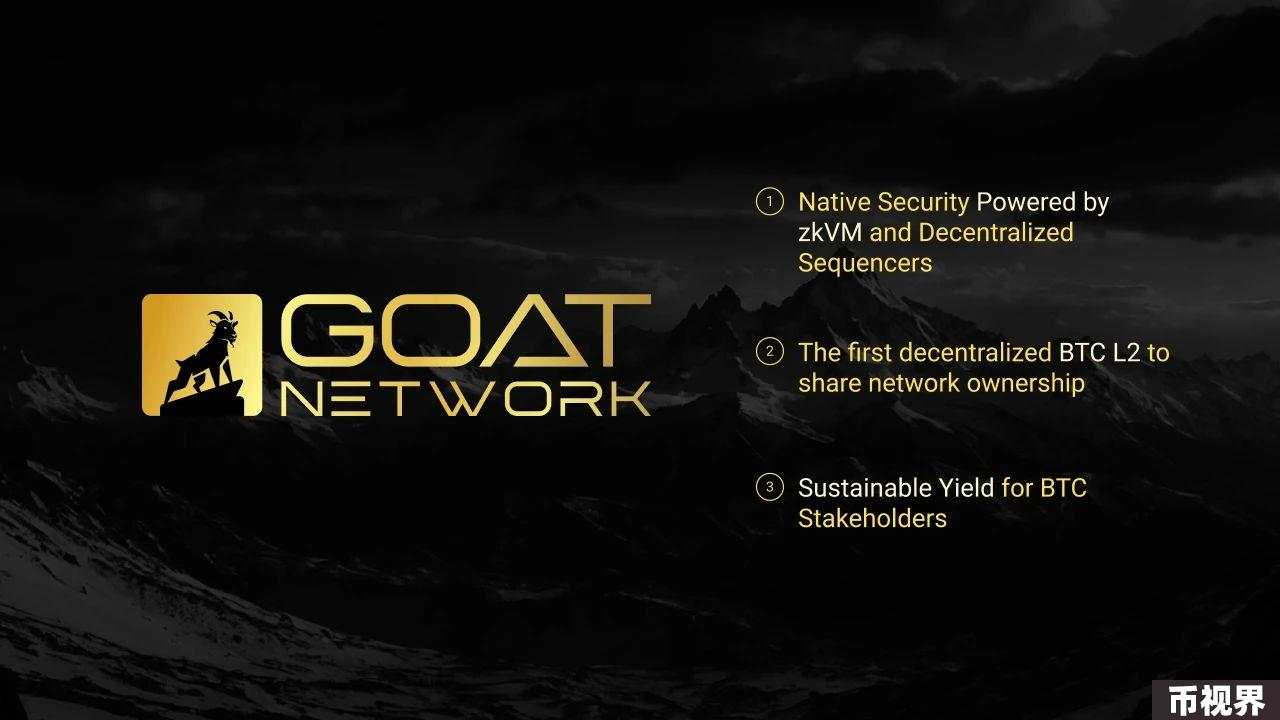 GOAT
NETWORK
1 Native Security Powered by
zkVM and Decentralized
Sequencers
2 The first decentralized BTC L2 to
share network ownership
3 Sustainable Yield for BTC
Stakeholders
币视界